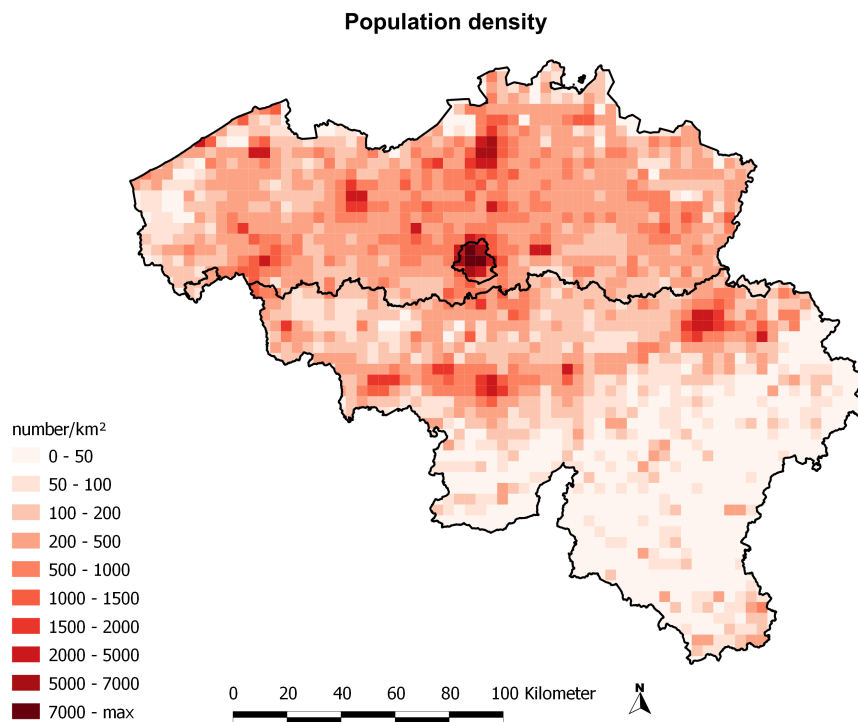 Population density
number/km²
0 - 50
50 - 100
100 - 200
200 - 500
500 - 1000
1000 - 1500
1500 - 2000
2000 - 5000
5000 - 7000
7000 - max
0 20 40 60 80 100 Kilometer
N